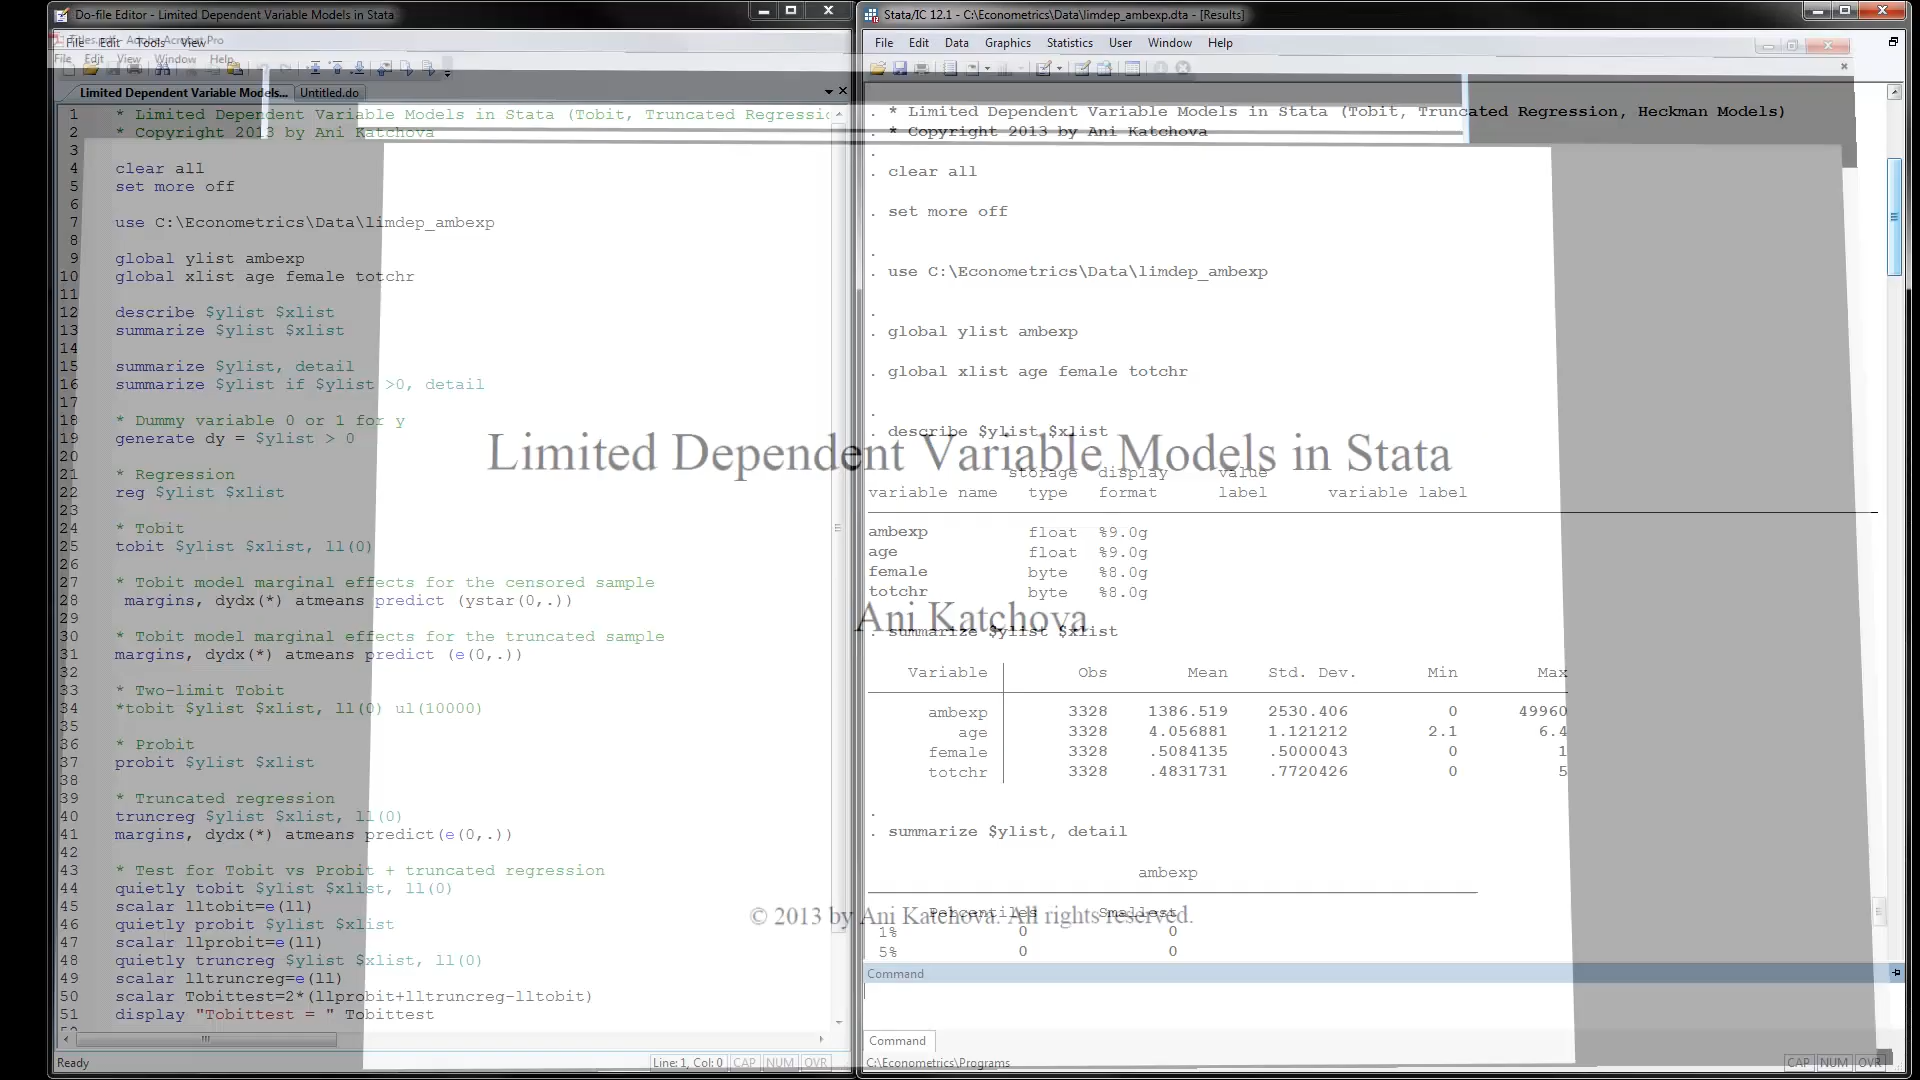 Do-file Editor - Limited Dependent Variable Models in Stata
Titles.pdf - Adobe Acrobat Pro
File Edit Tools View
File Edit View Window Help
Limited Dependent Variable Models... Untitled.do
1 * Limited Dependent Variable Models in Stata (Tobit, Truncated Regressic
2 * Copyright 2013 by Ani Katchova
3
4 clear all
5 set more off
6
7 use C:\Econometrics\Data\limdep_ambexp
8
9 global ylist ambexp
10 global xlist age female totchr
11
12 describe $ylist $xlist
13 summarize $ylist $xlist
14
15 summarize $ylist, detail
16 summarize $ylist if $ylist >0, detail
17
18 * Dummy variable 0 or 1 for y
19 generate dy = $ylist > 0
20
21 * Regression
22 reg $ylist $xlist
23
24 * Tobit
25 tobit $ylist $xlist, ll(0)
26
27 * Tobit model marginal effects for the censored sample
28 margins, dydx(*) atmeans predict (ystar(0,.))
29
30 * Tobit model marginal effects for the truncated sample
31 margins, dydx(*) atmeans predict (e(0,.))
32
33 * Two-limit Tobit
34 *tobit $ylist $xlist, ll(0) ul(10000)
35
36 * Probit
37 probit $ylist $xlist
38
39 * Truncated regression
40 truncreg $ylist $xlist, ll(0)
41 margins, dydx(*) atmeans predict(e(0,.))
42
43 * Test for Tobit vs Probit + truncated regression
44 quietly tobit $ylist $xlist, ll(0)
45 scalar lltobit=e(ll)
46 quietly probit $ylist $xlist
47 scalar llprobit=e(ll)
48 quietly truncreg $ylist $xlist, ll(0)
49 scalar lltruncreg=e(ll)
50 scalar Tobittest=2*(llprobit+lltruncreg-lltobit)
51 display "Tobittest = " Tobittest
Ready Line: 1, Col: 0 CAP NUM OVR
Stata/IC 12.1 - C:\Econometrics\Data\limdep_ambexp.dta - [Results]
File Edit Data Graphics Statistics User Window Help
. * Limited Dependent Variable Models in Stata (Tobit, Truncated Regression, Heckman Models)
. * Copyright 2013 by Ani Katchova
.
. clear all
. set more off
.
. use C:\Econometrics\Data\limdep_ambexp
.
. global ylist ambexp
. global xlist age female totchr
.
. describe $ylist $xlist
storage display value
variable name type format label variable label
ambexp float %9.0g
age float %9.0g
female byte %8.0g
totchr byte %8.0g
. summarize $ylist $xlist
Variable Obs Mean Std. Dev. Min Max
ambexp 3328 1386.519 2530.406 0 49960
age 3328 4.056881 1.121212 2.1 6.4
female 3328 .5084135 .5000043 0 1
totchr 3328 .4831731 .7720426 0 5
.
. summarize $ylist, detail
ambexp
Percentiles Smallest
1% 0 0
5% 0 0
Command
Command
C:\Econometrics\Programs CAP NUM OVR
Limited Dependent Variable Models in Stata
Ani Katchova
© 2013 by Ani Katchova. All rights reserved.